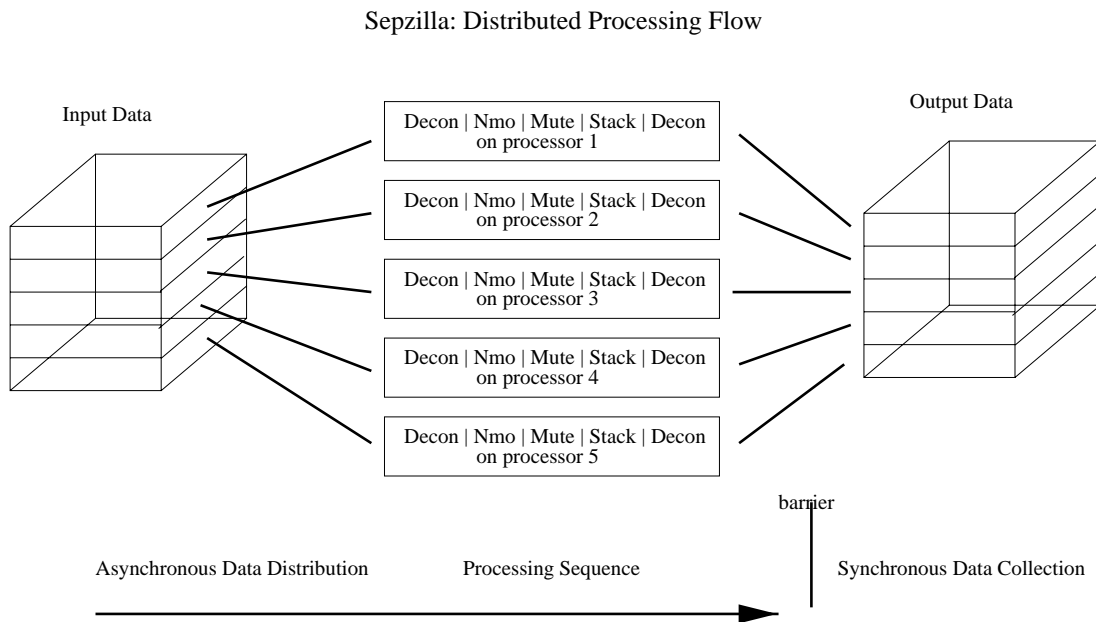 Sepzilla: Distributed Processing Flow
Input Data
Output Data
Decon | Nmo | Mute | Stack | Decon
on processor 1
Decon | Nmo | Mute | Stack | Decon
on processor 2
Decon | Nmo | Mute | Stack | Decon
on processor 3
Decon | Nmo | Mute | Stack | Decon
on processor 4
Decon | Nmo | Mute | Stack | Decon
on processor 5
barrier
Asynchronous Data Distribution
Processing Sequence
Synchronous Data Collection